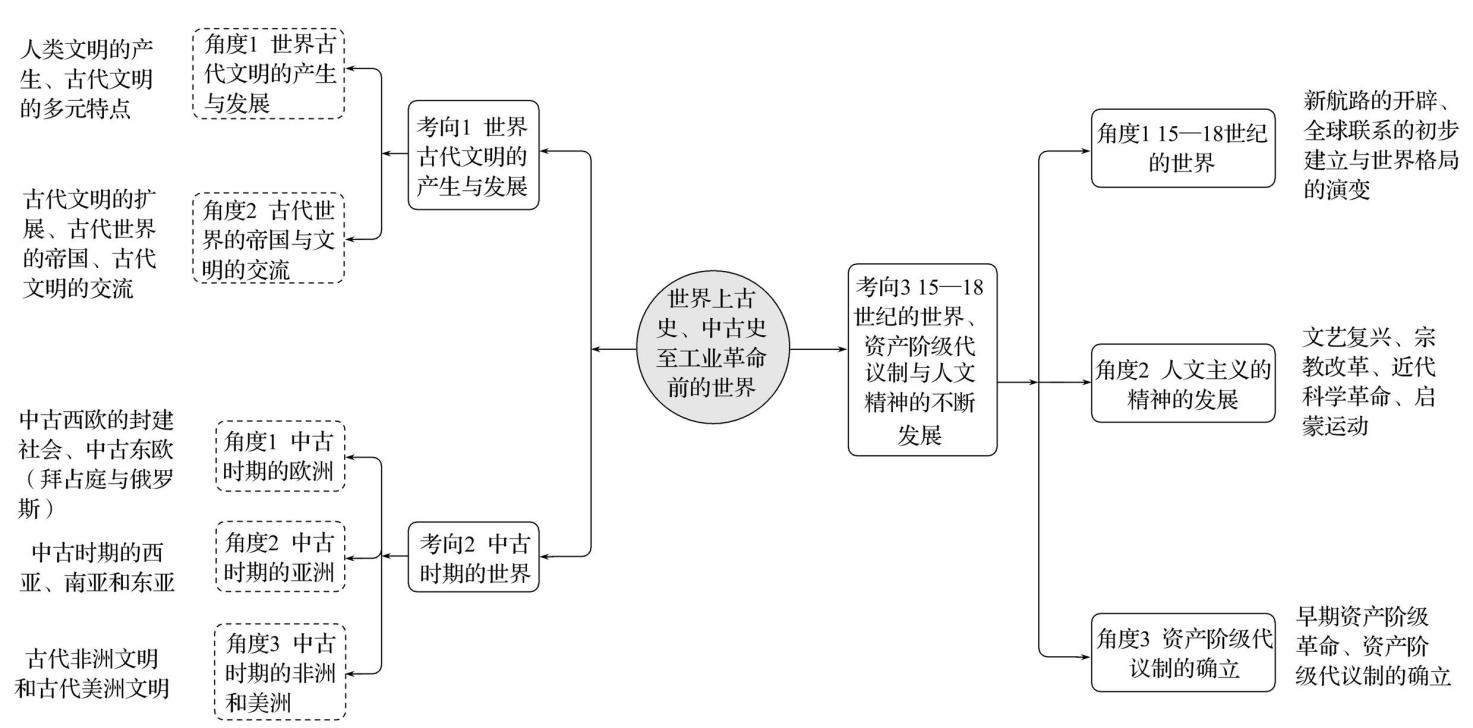 世界上古
史、中古史
至工业革命
前的世界
考向1 世界
古代文明的
产生与发展
角度1 世界古
代文明的产生
与发展
人类文明的产
生、古代文明
的多元特点
角度2 古代世
界的帝国与文
明的交流
古代文明的扩
展、古代世界
的帝国、古代
文明的交流
考向2 中古
时期的世界
角度1 中古
时期的欧洲
中古西欧的封建
社会、中古东欧
（拜占庭与俄罗
斯）
角度2 中古
时期的亚洲
中古时期的西
亚、南亚和东亚
角度3 中古
时期的非洲
和美洲
古代非洲文明
和古代美洲文明
考向3 15—18
世纪的世界、
资产阶级代
议制与人文
精神的不断
发展
角度1 15—18世纪
的世界
新航路的开辟、
全球联系的初步
建立与世界格局
的演变
角度2 人文主义的
精神的发展
文艺复兴、宗
教改革、近代
科学革命、启
蒙运动
角度3 资产阶级代
议制的确立
早期资产阶级
革命、资产阶
级代议制的确立